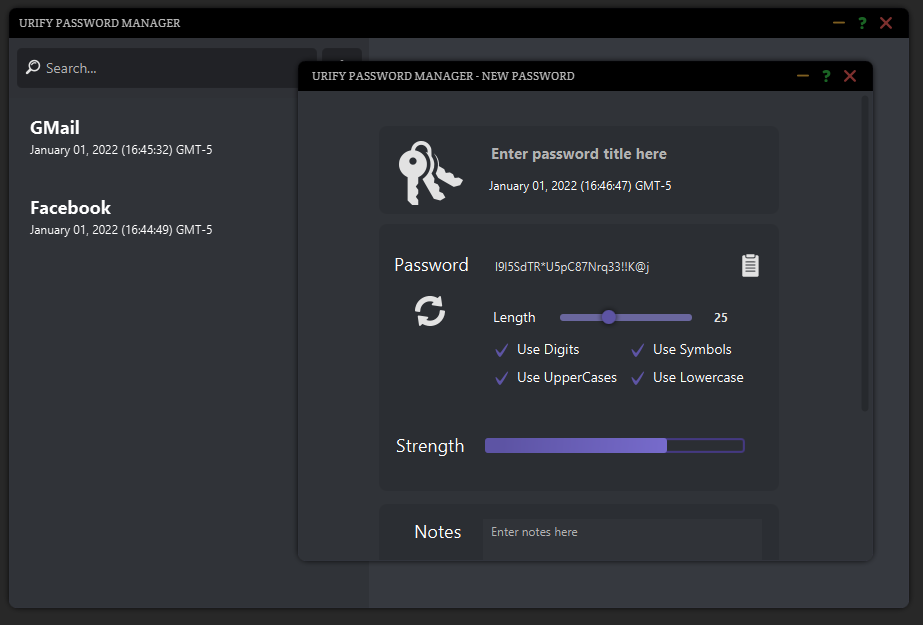 URIFY PASSWORD MANAGER
?
Search...
GMail
January 01, 2022 (16:45:32) GMT-5
Facebook
January 01, 2022 (16:44:49) GMT-5
URIFY PASSWORD MANAGER - NEW PASSWORD
?
Enter password title here
January 01, 2022 (16:46:47) GMT-5
Password
Length
25
Use Digits
Use Symbols
Use UpperCases
Use Lowercase
Strength
Notes
Enter notes here